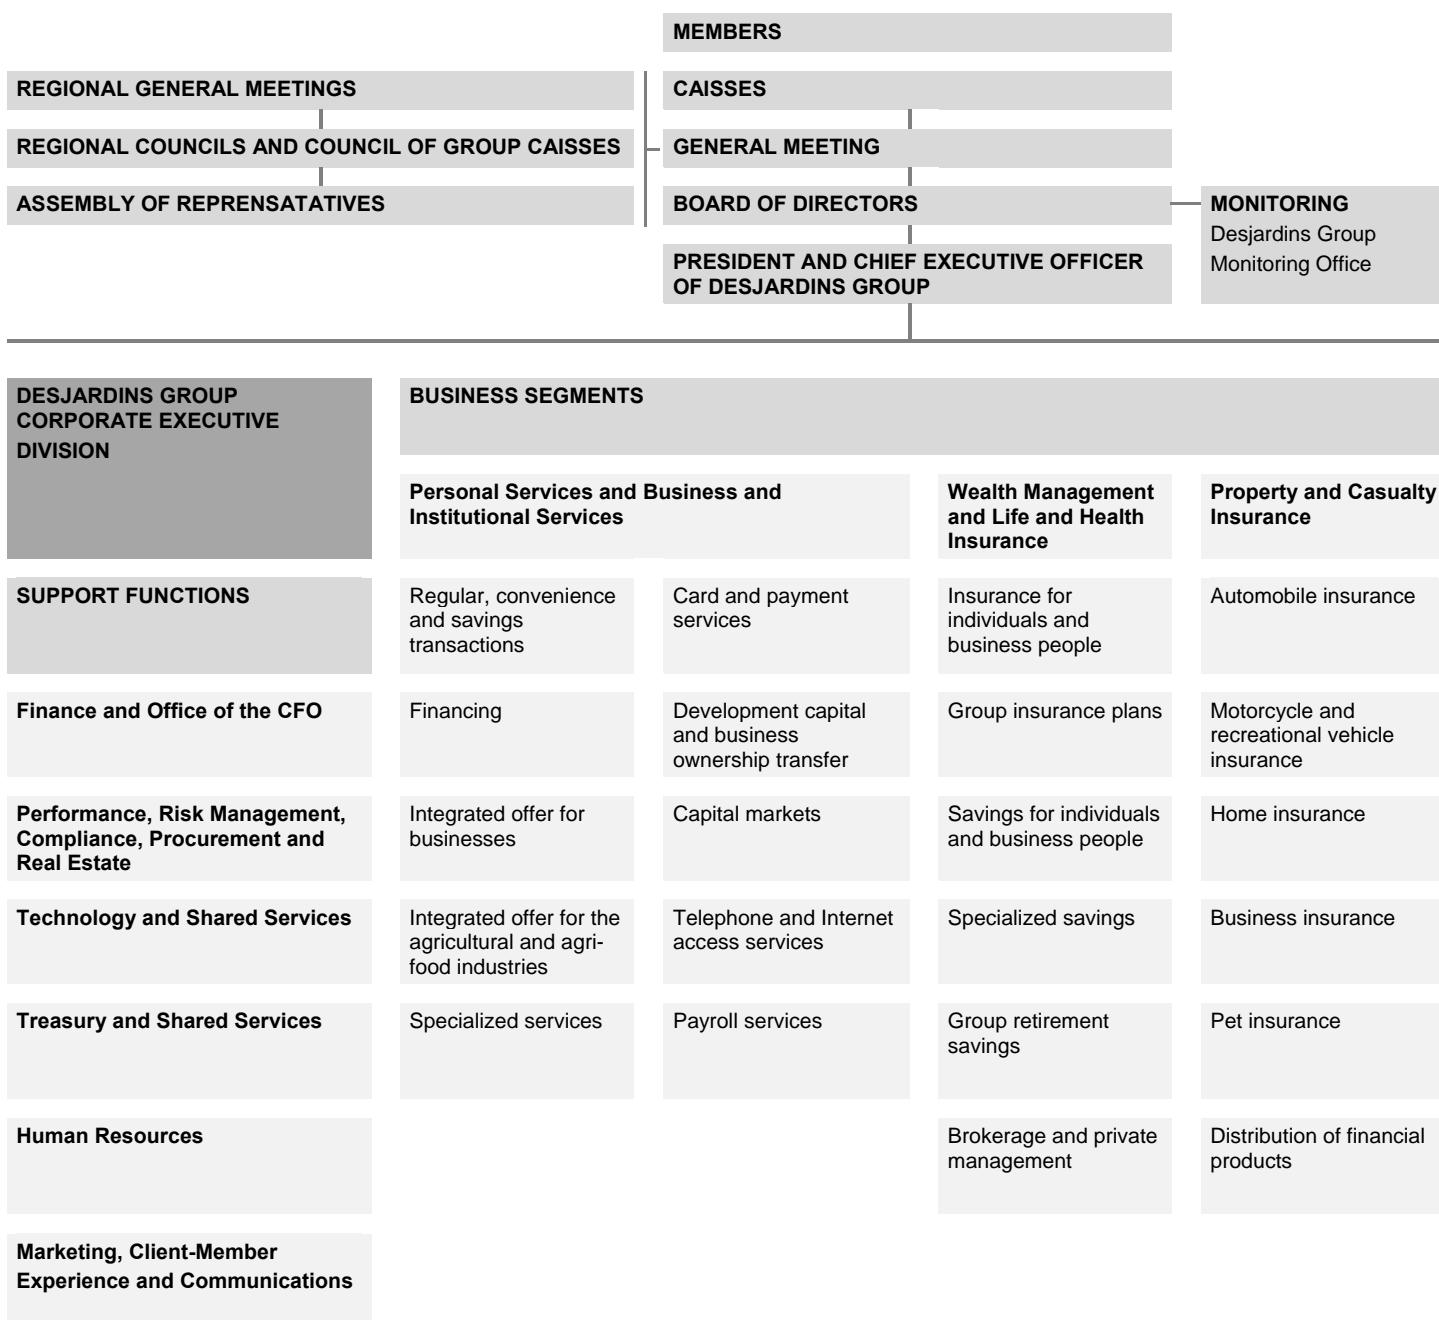 MEMBERS
REGIONAL GENERAL MEETINGS
CAISSES
REGIONAL COUNCILS AND COUNCIL OF GROUP CAISSES
GENERAL MEETING
ASSEMBLY OF REPRENSATATIVES
BOARD OF DIRECTORS
MONITORING
Desjardins Group
Monitoring Office
PRESIDENT AND CHIEF EXECUTIVE OFFICER
OF DESJARDINS GROUP
DESJARDINS GROUP
CORPORATE EXECUTIVE
DIVISION
BUSINESS SEGMENTS
Personal Services and Business and
Institutional Services
Wealth Management
and Life and Health
Insurance
Property and Casualty
Insurance
SUPPORT FUNCTIONS
Regular, convenience
and savings
transactions
Card and payment
services
Insurance for
individuals and
business people
Automobile insurance
Finance and Office of the CFO
Financing
Development capital
and business
ownership transfer
Group insurance plans
Motorcycle and
recreational vehicle
insurance
Performance, Risk Management,
Compliance, Procurement and
Real Estate
Integrated offer for
businesses
Capital markets
Savings for individuals
and business people
Home insurance
Technology and Shared Services
Integrated offer for the
agricultural and agri-
food industries
Telephone and Internet
access services
Specialized savings
Business insurance
Treasury and Shared Services
Specialized services
Payroll services
Group retirement
savings
Pet insurance
Human Resources
Brokerage and private
management
Distribution of financial
products
Marketing, Client-Member
Experience and Communications